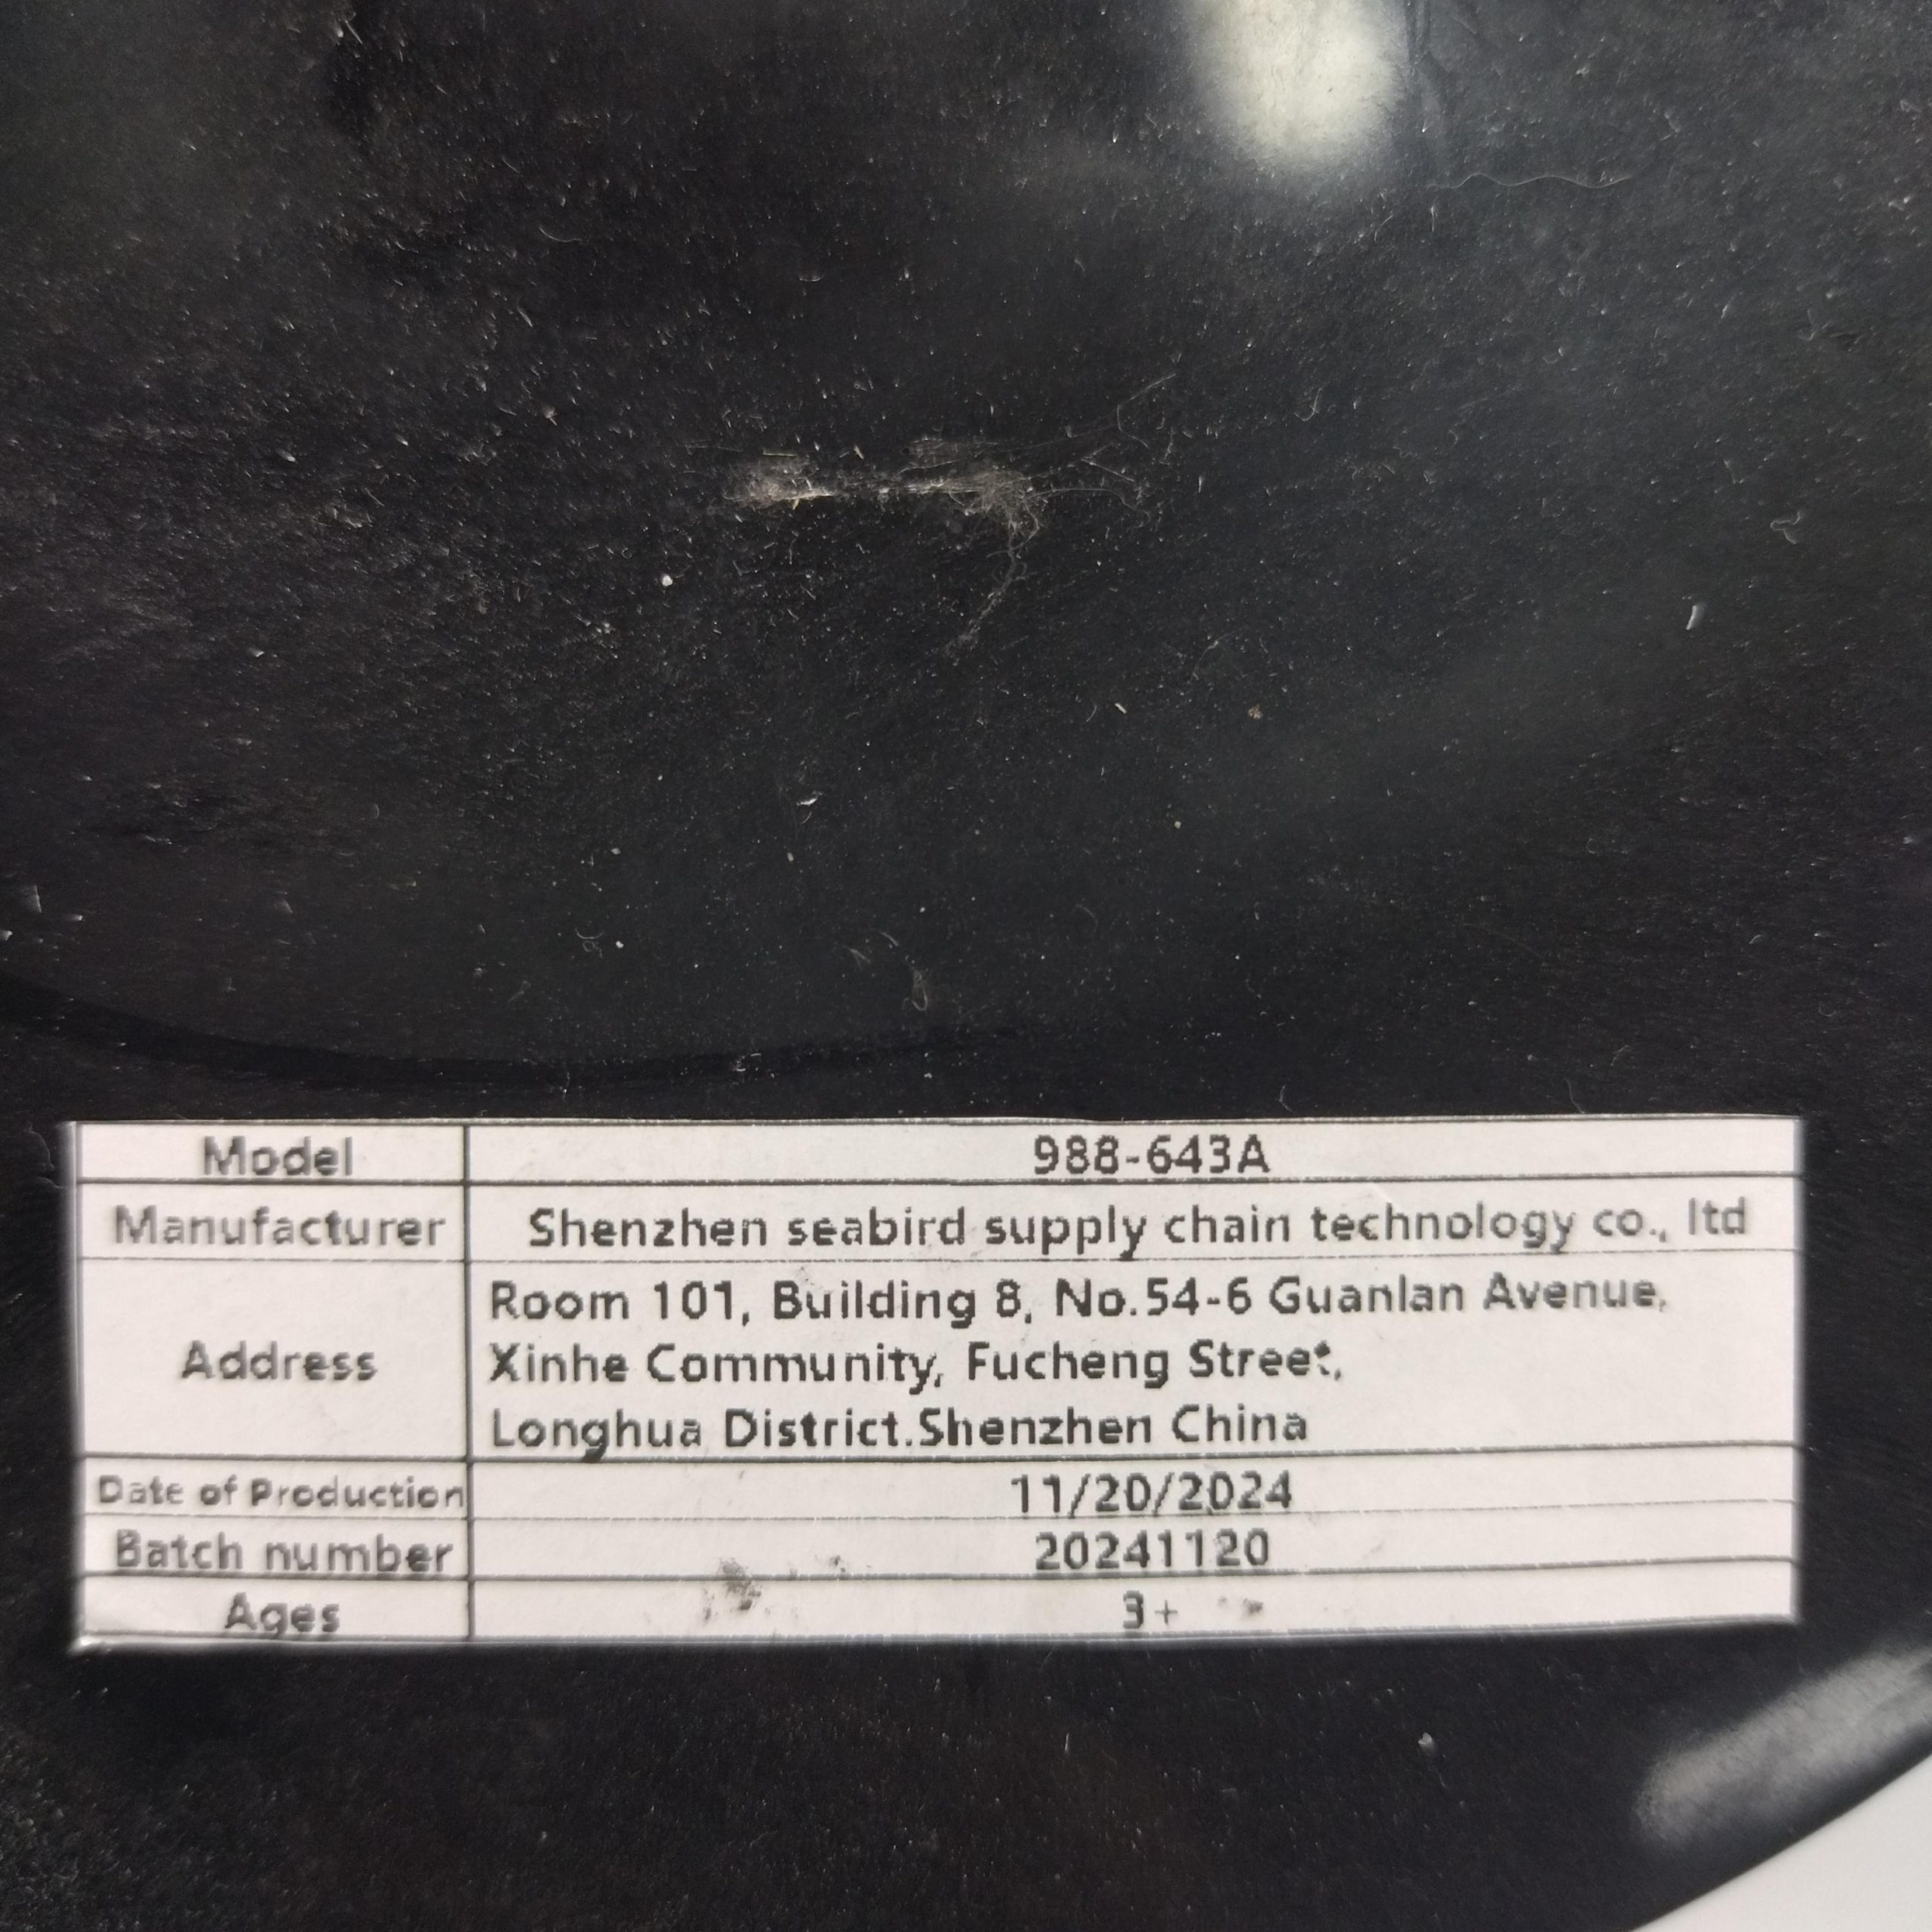 Model 988-643A
Manufacturer Shenzhen seabird supply chain technology co., ltd
Address Room 101, Building 8, No.54-6 Guanlan Avenue,
Xinhe Community, Fucheng Street,
Longhua District.Shenzhen China
Date of Production 11/20/2024
Batch number 20241120
Ages 3+